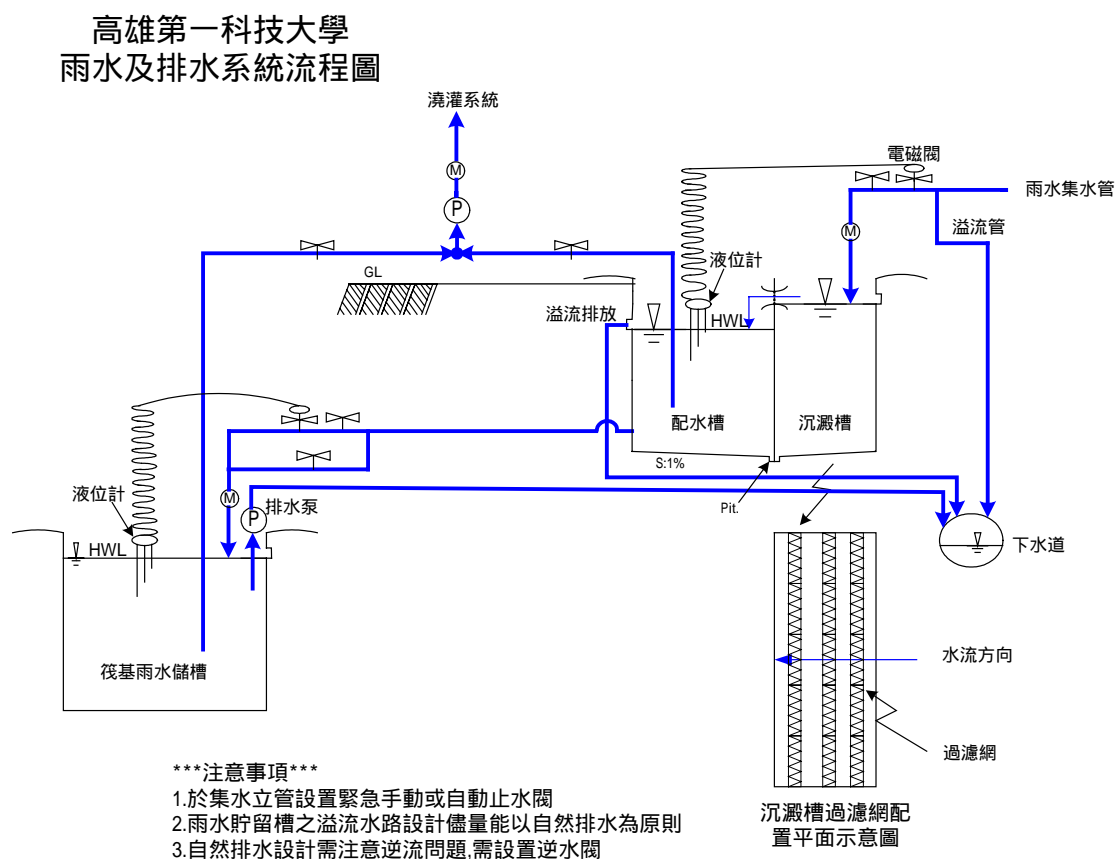 高雄第一科技大學
雨水及排水系統流程圖
澆灌系統
電磁閥
M
雨水集水管
P
溢流管
M
液位計
GL
溢流排放
HWL
配水槽
沉澱槽
S:1%
液位計
M
排水泵
P
Pit.
HWL
下水道
筏基雨水儲槽
水流方向
過濾網
***注意事項***
1.於集水立管設置緊急手動或自動止水閥
2.雨水貯留槽之溢流水路設計儘量能以自然排水為原則
3.自然排水設計需注意逆流問題,需設置逆水閥
沉澱槽過濾網配
置平面示意圖